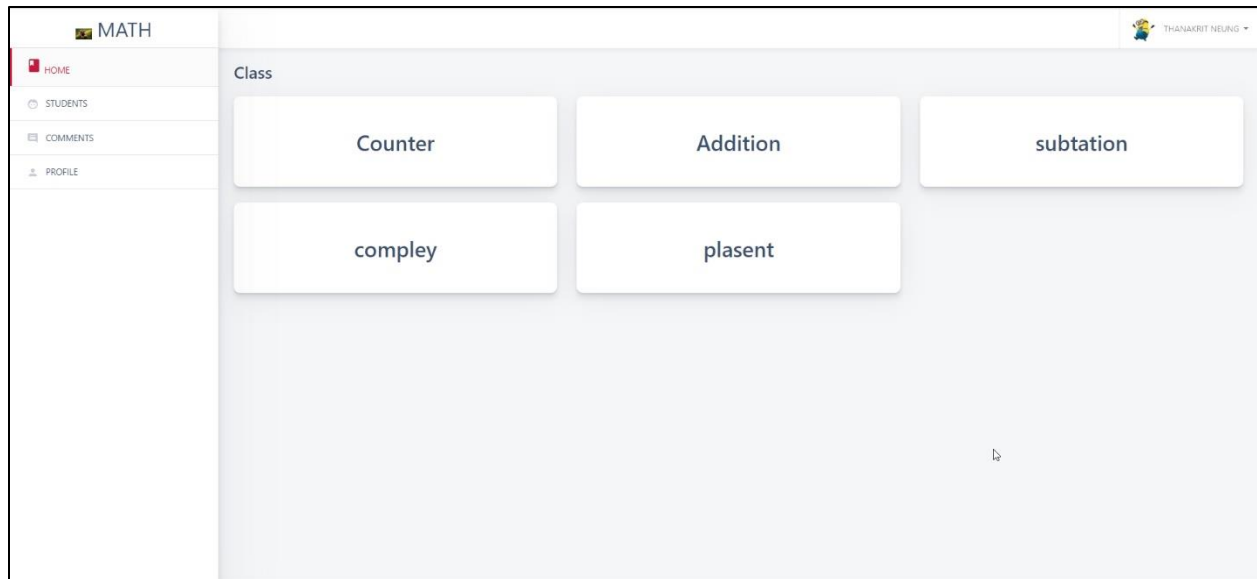 MATH
THANAKRIT NEUNG
HOME
STUDENTS
COMMENTS
PROFILE
Class
Counter
Addition
subtation
compley
plasent